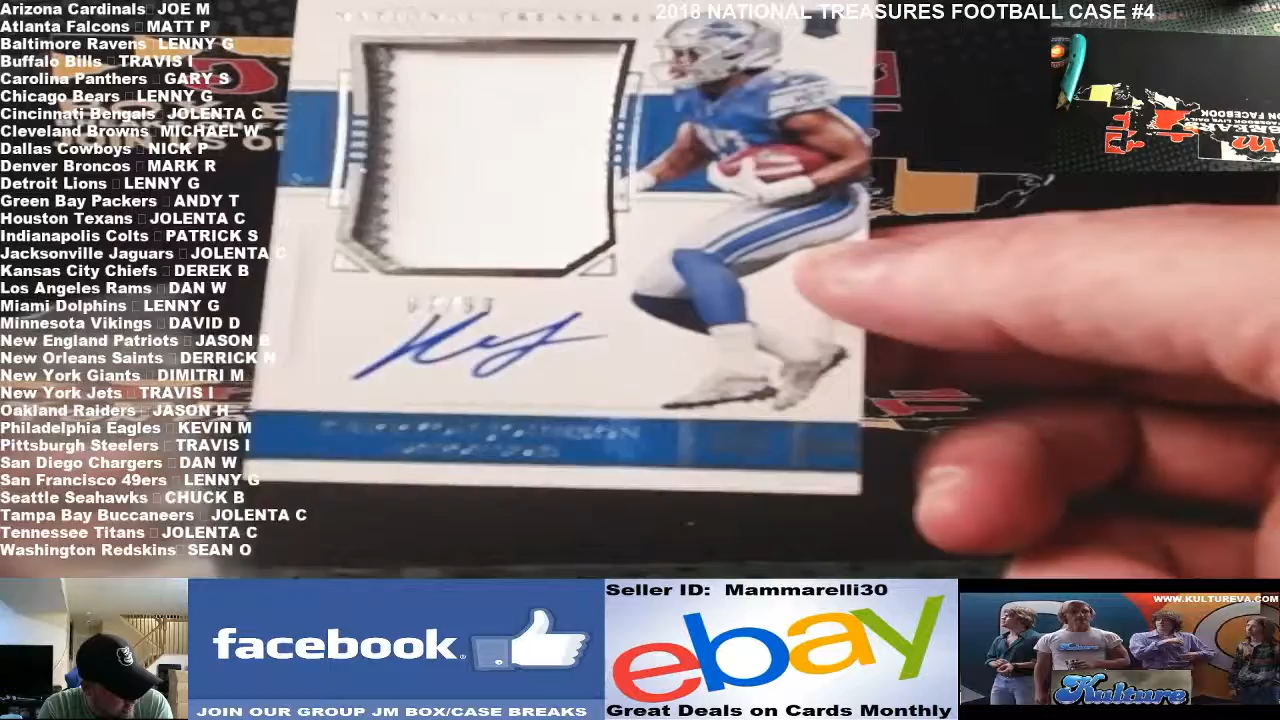 2018 NATIONAL TREASURES FOOTBALL CASE #4
Arizona Cardinals JOE M
Atlanta Falcons MATT P
Baltimore Ravens LENNY G
Buffalo Bills TRAVIS I
Carolina Panthers GARY S
Chicago Bears LENNY G
Cincinnati Bengals JOLENTA C
Cleveland Browns MICHAEL W
Dallas Cowboys NICK P
Denver Broncos MARK R
Detroit Lions LENNY G
Green Bay Packers ANDY T
Houston Texans JOLENTA C
Indianapolis Colts PATRICK S
Jacksonville Jaguars JOLENTA C
Kansas City Chiefs DEREK B
Los Angeles Rams DAN W
Miami Dolphins LENNY G
Minnesota Vikings DAVID D
New England Patriots JASON B
New Orleans Saints DERRICK N
New York Giants DIMITRI M
New York Jets TRAVIS I
Oakland Raiders JASON H
Philadelphia Eagles KEVIN M
Pittsburgh Steelers TRAVIS I
San Diego Chargers DAN W
San Francisco 49ers LENNY G
Seattle Seahawks CHUCK B
Tampa Bay Buccaneers JOLENTA C
Tennessee Titans JOLENTA C
Washington Redskins SEAN O
NATIONAL TREASURES
ON FACEBOOK
facebook
JOIN OUR GROUP JM BOX/CASE BREAKS
Seller ID: Mammarelli30
ebay
Great Deals on Cards Monthly
WWW.KULTUREVA.COM
Kulture